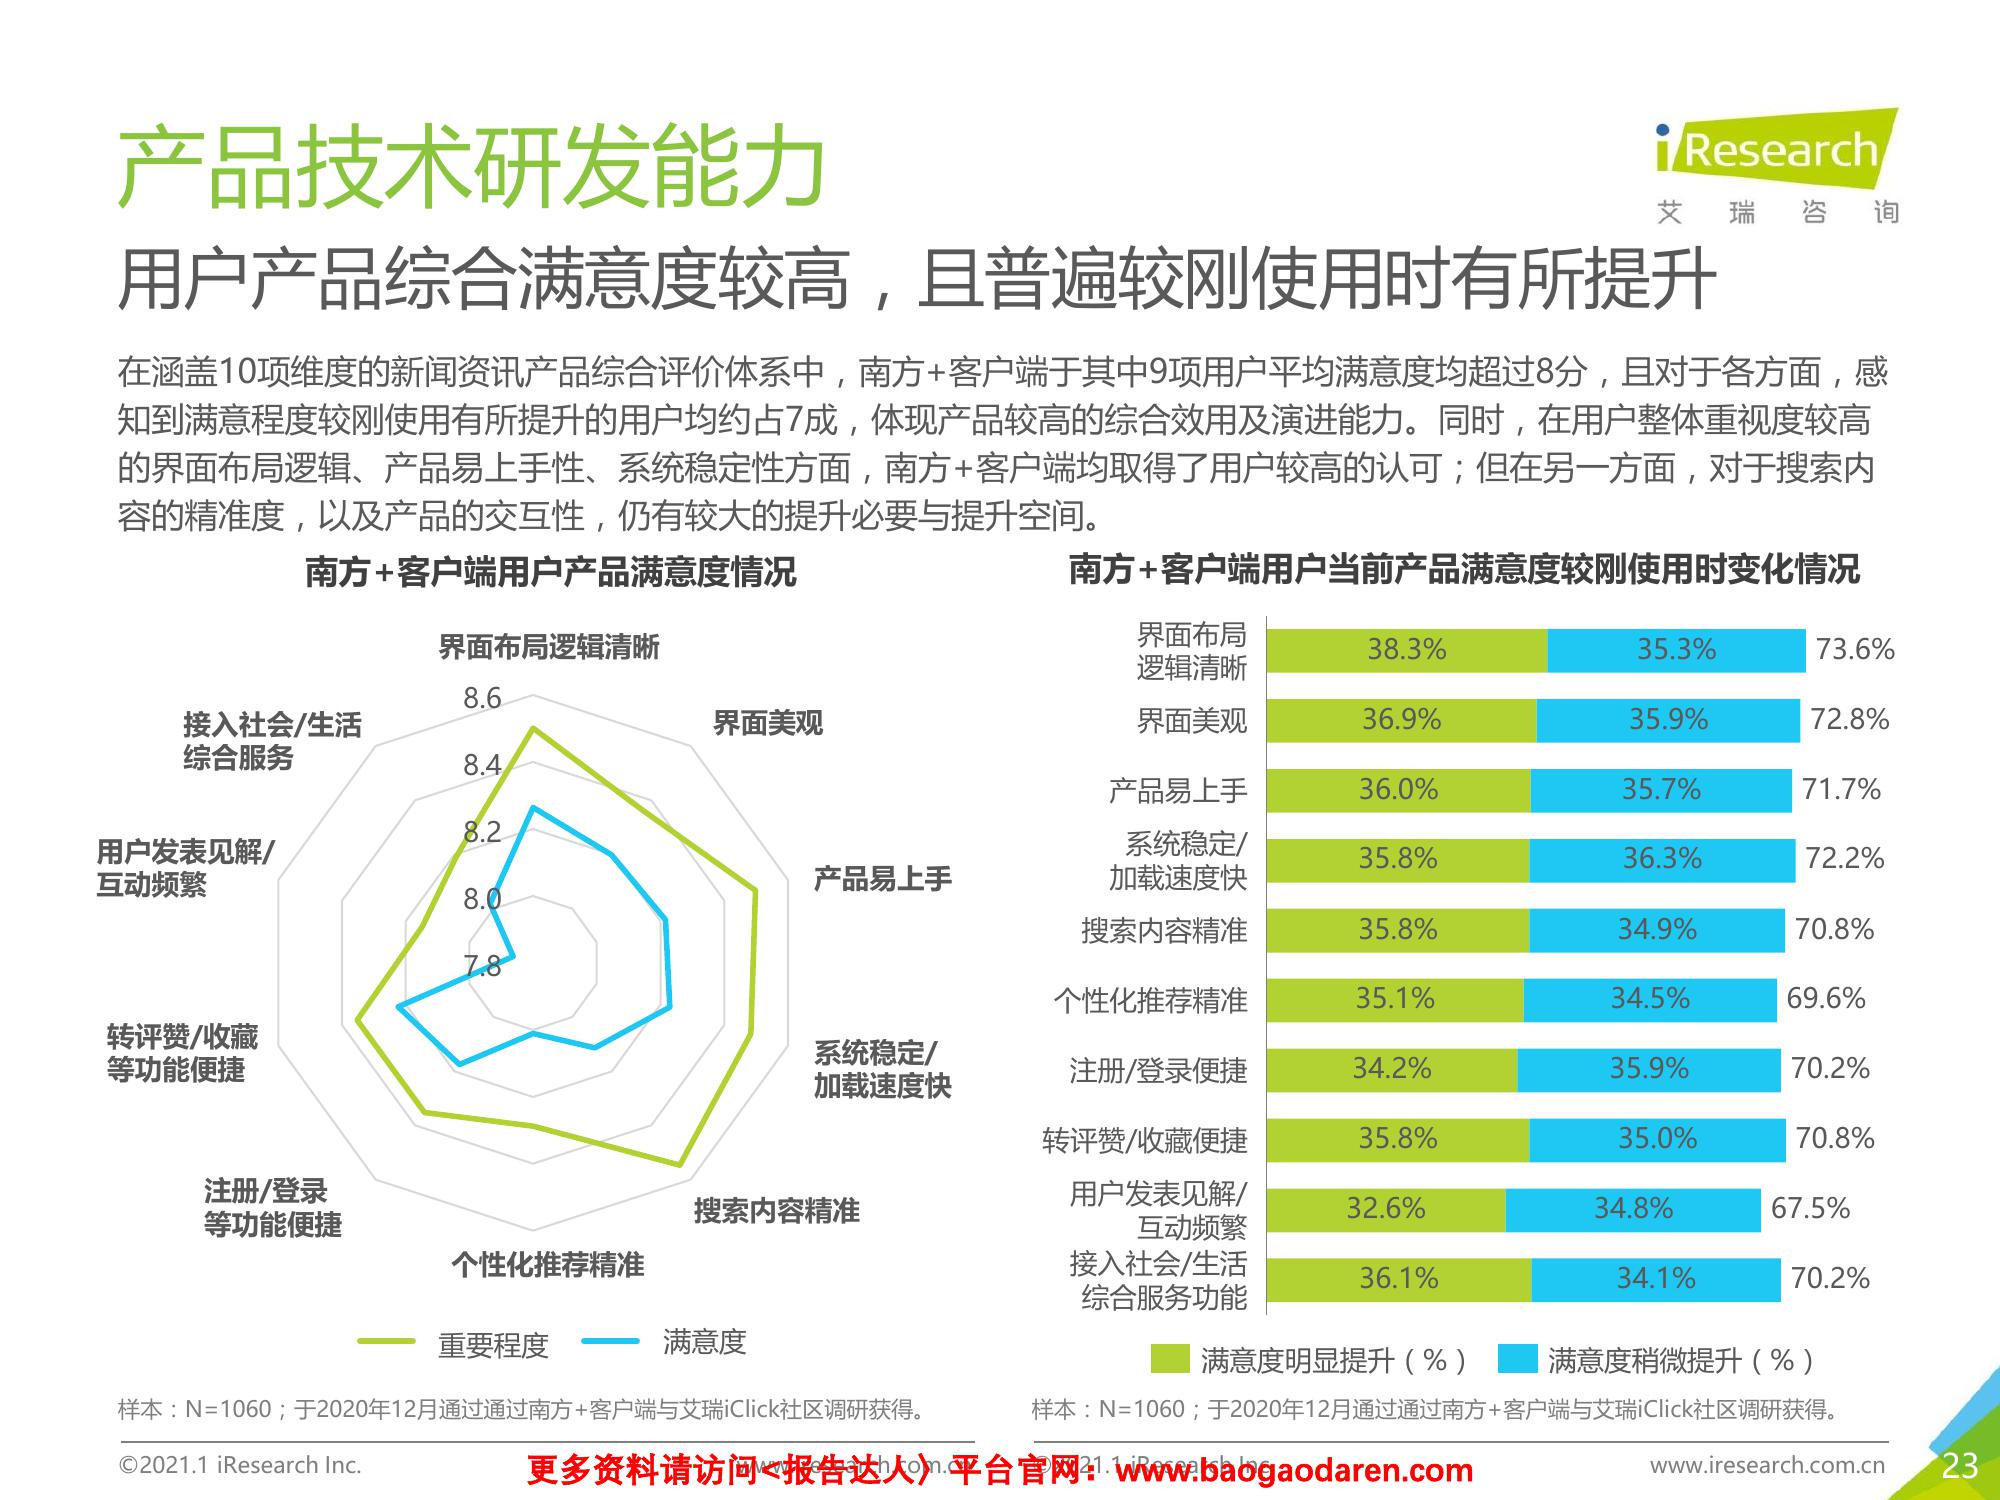 产品技术研发能力
iResearch
艾瑞咨询
用户产品综合满意度较高，且普遍较刚使用时有所提升
在涵盖10项维度的新闻资讯产品综合评价体系中，南方+客户端于其中9项用户平均满意度均超过8分，且对于各方面，感
知到满意程度较刚使用有所提升的用户均约占7成，体现产品较高的综合效用及演进能力。同时，在用户整体重视度较高
的界面布局逻辑、产品易上手性、系统稳定性方面，南方+客户端均取得了用户较高的认可；但在另一方面，对于搜索内
容的精准度，以及产品的交互性，仍有较大的提升必要与提升空间。
南方+客户端用户产品满意度情况
界面布局逻辑清晰
界面美观
产品易上手
系统稳定/
加载速度快
搜索内容精准
个性化推荐精准
注册/登录
等功能便捷
转评赞/收藏
等功能便捷
用户发表见解/
互动频繁
接入社会/生活
综合服务
8.6
8.4
8.2
8.0
7.8
重要程度 满意度
样本：N=1060；于2020年12月通过通过南方+客户端与艾瑞iClick社区调研获得。
南方+客户端用户当前产品满意度较刚使用时变化情况
界面布局
逻辑清晰
38.3% 35.3% 73.6%
界面美观 36.9% 35.9% 72.8%
产品易上手 36.0% 35.7% 71.7%
系统稳定/
加载速度快
35.8% 36.3% 72.2%
搜索内容精准 35.8% 34.9% 70.8%
个性化推荐精准 35.1% 34.5% 69.6%
注册/登录便捷 34.2% 35.9% 70.2%
转评赞/收藏便捷 35.8% 35.0% 70.8%
用户发表见解/
互动频繁
32.6% 34.8% 67.5%
接入社会/生活
综合服务功能
36.1% 34.1% 70.2%
满意度明显提升（%） 满意度稍微提升（%）
样本：N=1060；于2020年12月通过通过南方+客户端与艾瑞iClick社区调研获得。
©2021.1 iResearch Inc. www.iresearch.com.cn ©2021.1 iResearch Inc. www.iresearch.com.cn
更多资料请访问<报告达人〉平台官网：www.baogaodaren.com
23